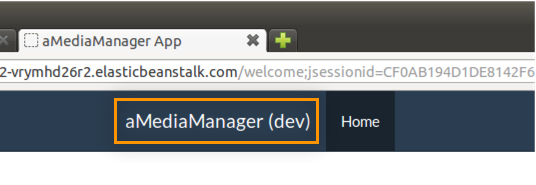 aMediaManager App
2-vrymhd26r2.elasticbeanstalk.com/welcome;jsessionid=CF0AB194D1DE8142F6
aMediaManager (dev)
Home